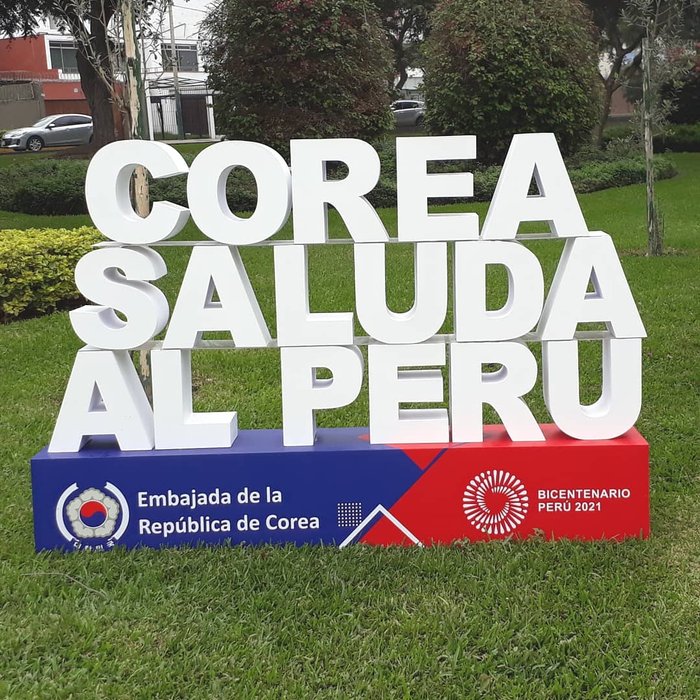 COREA
SALUDA
AL PERU
Embajada de la
República de Corea
BICENTENARIO
PERÚ 2021